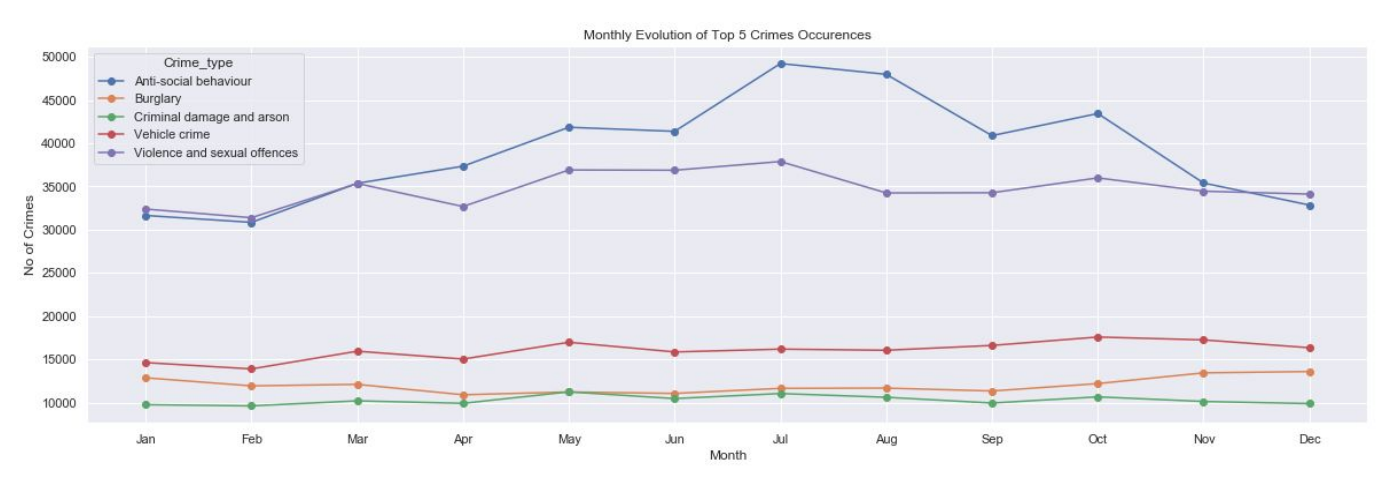 Monthly Evolution of Top 5 Crimes Occurences
Crime_type
Anti-social behaviour
Burglary
Criminal damage and arson
Vehicle crime
Violence and sexual offences
No of Crimes
50000
45000
40000
35000
30000
25000
20000
15000
10000
Jan Feb Mar Apr May Jun Jul Aug Sep Oct Nov Dec
Month